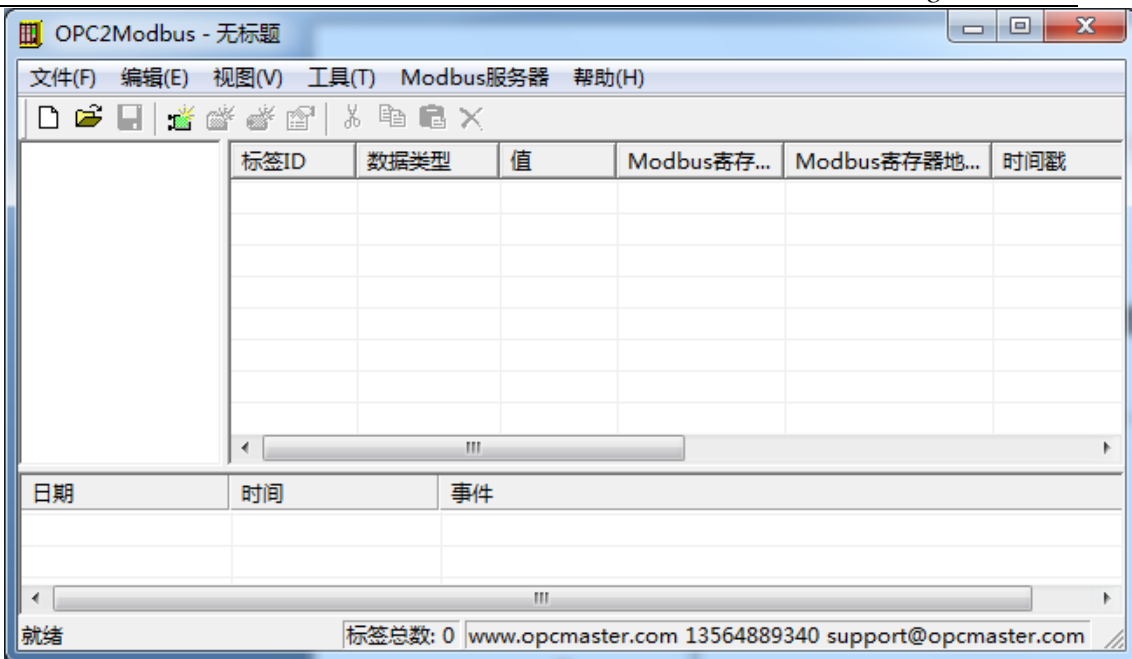 OPC2Modbus - 无标题
文件(F) 编辑(E) 视图(V) 工具(T) Modbus服务器 帮助(H)
标签ID 数据类型 值 Modbus寄存... Modbus寄存器地... 时间戳
日期 时间 事件
就绪 标签总数: 0 www.opcmaster.com 13564889340 support@opcmaster.com